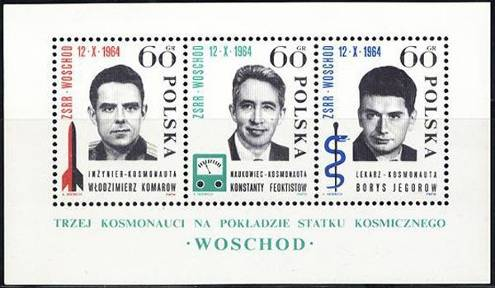 ZSRR · WOSCHOD
12 · X · 1964
60 GR
POLSKA
INŻYNIER - KOSMONAUTA
WŁODZIMIERZ KOMAROW
ZSRR · WOSCHOD
12 · X · 1964
60 GR
POLSKA
NAUKOWIEC - KOSMONAUTA
KONSTANTY FEOKTISTOW
ZSRR · WOSCHOD
12 · X · 1964
60 GR
POLSKA
LEKARZ - KOSMONAUTA
BORYS JEGOROW
TRZEJ KOSMONAUCI NA POKŁADZIE STATKU KOSMICZNEGO
· WOSCHOD ·